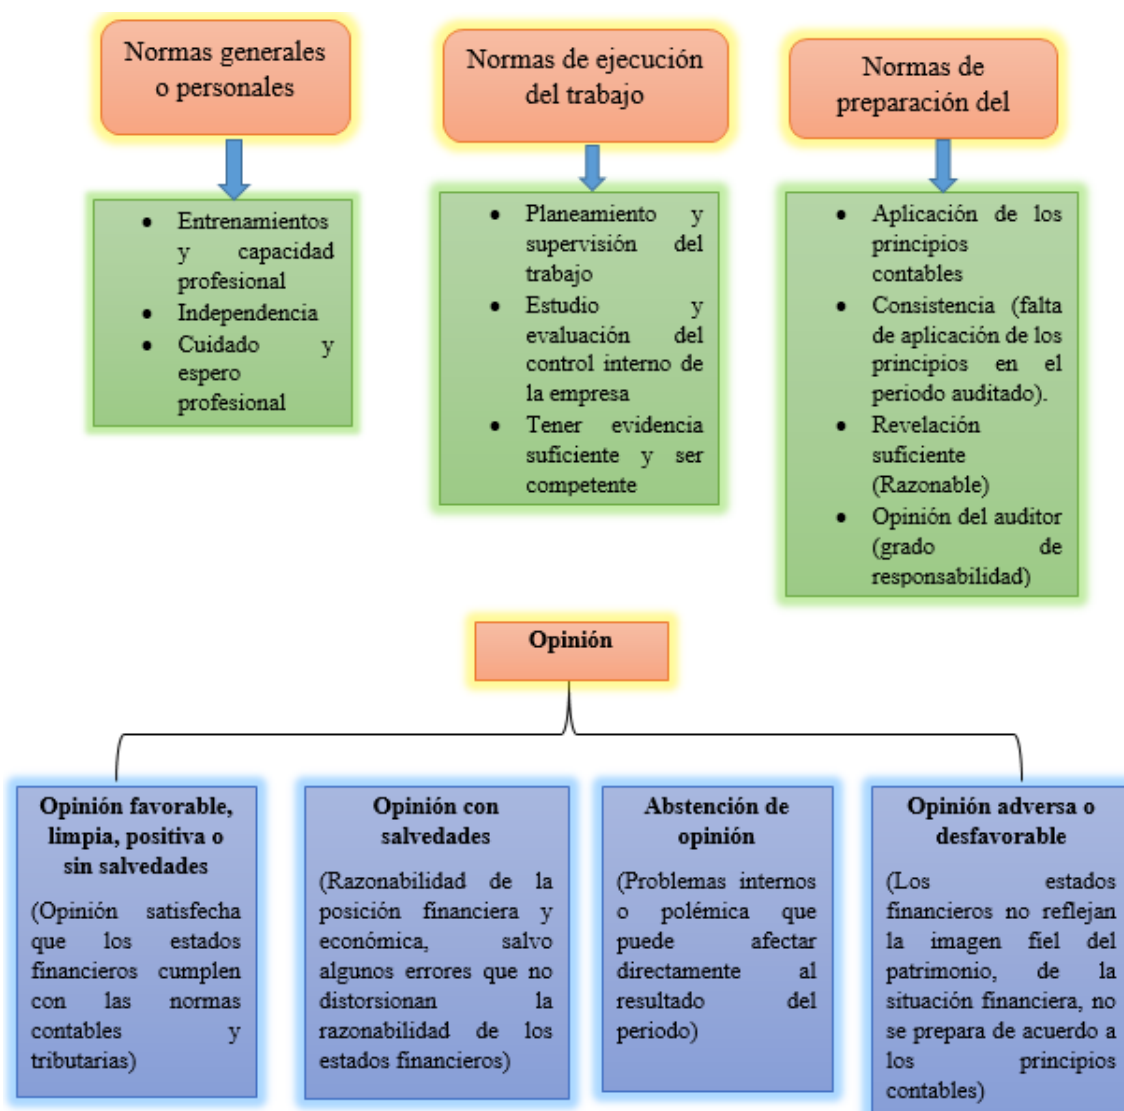 Normas generales
o personales
Normas de ejecución
del trabajo
Normas de
preparación del
• Entrenamientos
y capacidad
profesional
• Independencia
• Cuidado y
espero
profesional
• Planeamiento y
supervisión del
trabajo
• Estudio y
evaluación del
control interno de
la empresa
• Tener evidencia
suficiente y ser
competente
• Aplicación de los
principios
contables
• Consistencia (falta
de aplicación de los
principios en el
periodo auditado).
• Revelación
suficiente
(Razonable)
• Opinión del auditor
(grado de
responsabilidad)
Opinión
Opinión favorable,
limpia, positiva o
sin salvedades
(Opinión satisfecha
que los estados
financieros cumplen
con las normas
contables y
tributarias)
Opinión con
salvedades
(Razonabilidad de la
posición financiera y
económica, salvo
algunos errores que no
distorsionan la
razonabilidad de los
estados financieros)
Abstención de
opinión
(Problemas internos
o polémica que
puede afectar
directamente al
resultado del
periodo)
Opinión adversa o
desfavorable
(Los estados
financieros no reflejan
la imagen fiel del
patrimonio, de la
situación financiera, no
se prepara de acuerdo a
los principios
contables)